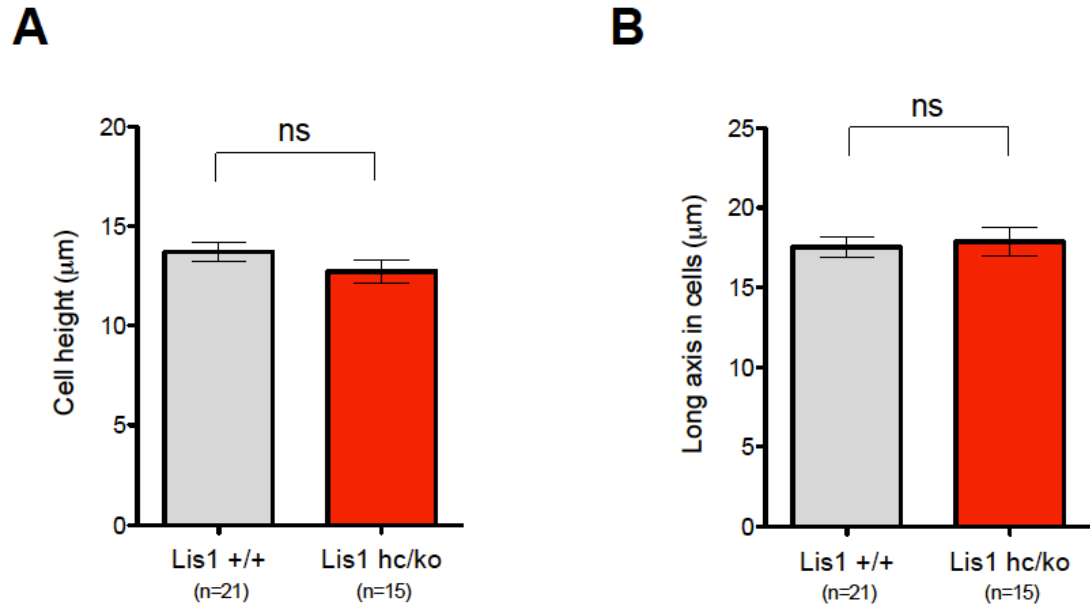 A
ns
20
15
10
5
0
Cell height (μm)
Lis1 +/+
(n=21)
Lis1 hc/ko
(n=15)
B
ns
25
20
15
10
5
0
Long axis in cells (μm)
Lis1 +/+
(n=21)
Lis1 hc/ko
(n=15)